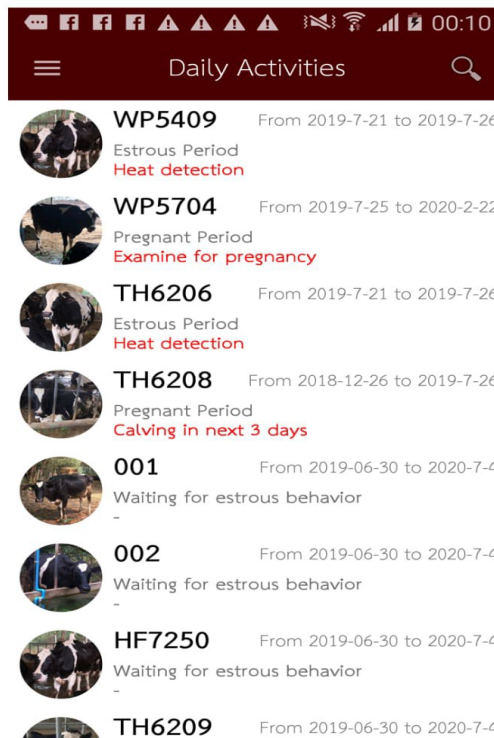 00:10
Daily Activities
WP5409 From 2019-7-21 to 2019-7-26
Estrous Period
Heat detection
WP5704 From 2019-7-25 to 2020-2-22
Pregnant Period
Examine for pregnancy
TH6206 From 2019-7-21 to 2019-7-26
Estrous Period
Heat detection
TH6208 From 2018-12-26 to 2019-7-26
Pregnant Period
Calving in next 3 days
001 From 2019-06-30 to 2020-7-4
Waiting for estrous behavior
-
002 From 2019-06-30 to 2020-7-4
Waiting for estrous behavior
-
HF7250 From 2019-06-30 to 2020-7-4
Waiting for estrous behavior
-
TH6209 From 2019-06-30 to 2020-7-4